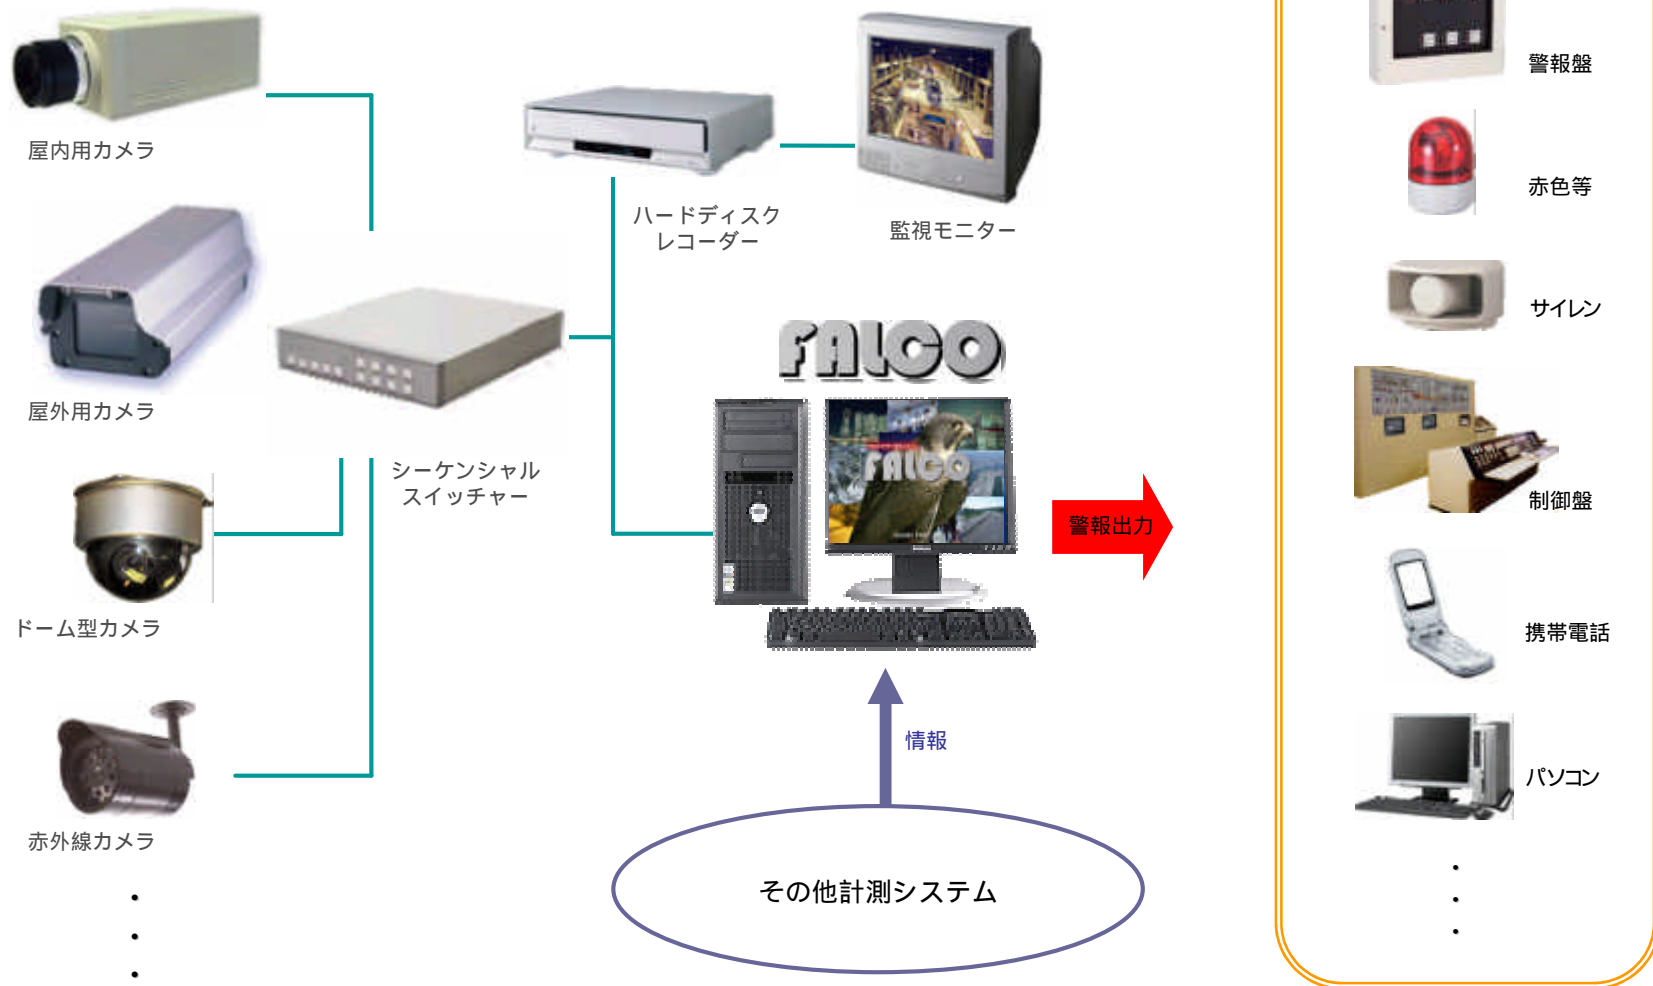 屋内用カメラ
屋外用カメラ
ドーム型カメラ
赤外線カメラ
・
・
・
シーケンシャル
スイッチャー
ハードディスク
レコーダー
監視モニター
FALCO
FALCO
警報出力
情報
その他計測システム
警報盤
赤色等
サイレン
制御盤
携帯電話
パソコン
・
・
・